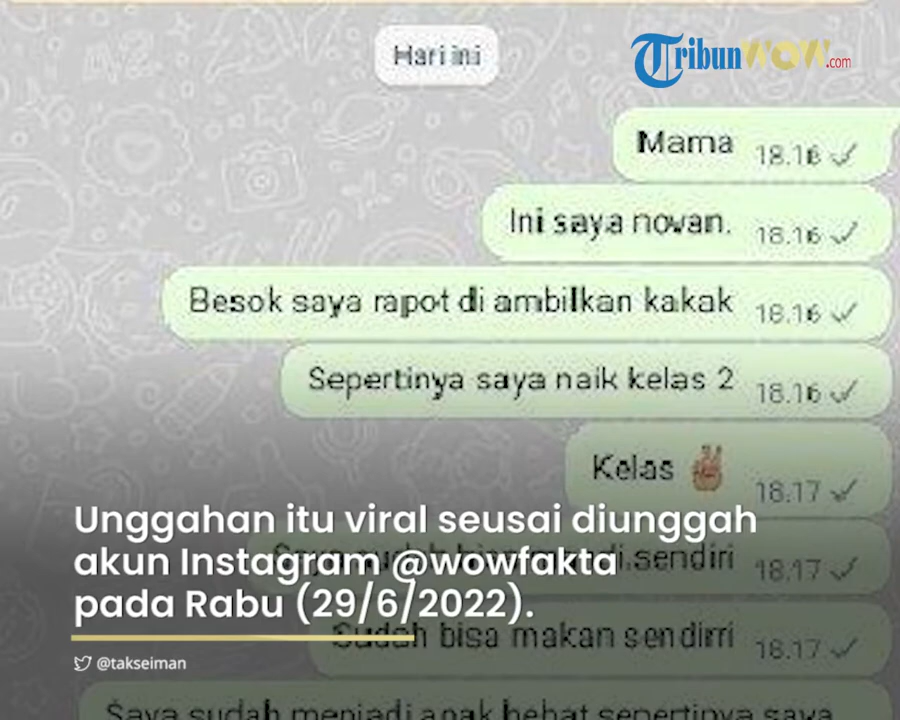 Hari ini
TribunWOW.com
Mama 18.16
Ini saya novan. 18.16
Besok saya rapot di ambilkan kakak 18.16
Sepertinya saya naik kelas 2 18.16
Kelas ✌ 18.17
sendiri 18.17
Sudah bisa makan sendirri 18.17
Saya sudah menjadi anak hebat sepertinya saya
Unggahan itu viral seusai diunggah
akun Instagram @wowfakta
pada Rabu (29/6/2022).
@takseiman